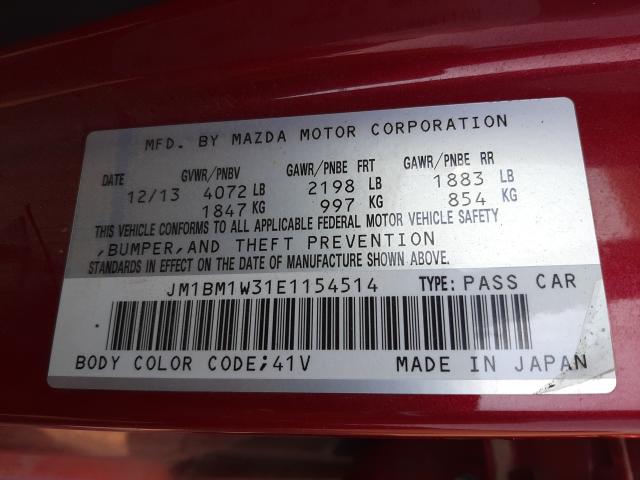 MFD. BY MAZDA MOTOR CORPORATION
DATE GVWR/PNBV GAWR/PNBE FRT GAWR/PNBE RR
12/13 4072 LB 2198 LB 1883 LB
1847 KG 997 KG 854 KG
THIS VEHICLE CONFORMS TO ALL APPLICABLE FEDERAL MOTOR VEHICLE SAFETY
,BUMPER,AND THEFT PREVENTION
STANDARDS IN EFFECT ON THE DATE OF MANUFACTURE SHOWN ABOVE.
JM1BM1W31E1154514 TYPE: PASS CAR
BODY COLOR CODE;41V MADE IN JAPAN